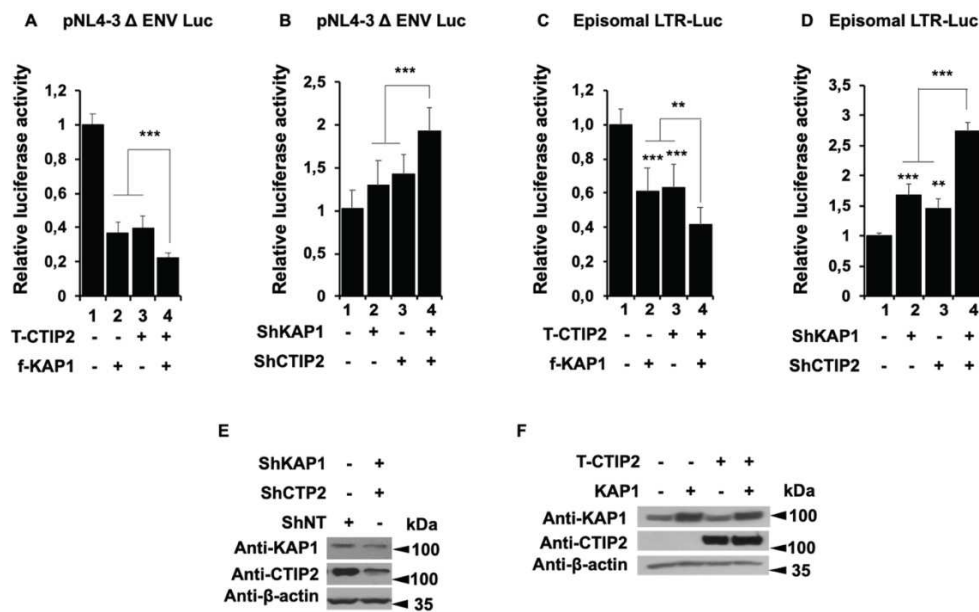 A pNL4-3 Δ ENV Luc
Relative luciferase activity
1,2
1
0,8
0,6
0,4
0,2
0
***
1 2 3 4
T-CTIP2 - - + +
f-KAP1 - + - +
B pNL4-3 Δ ENV Luc
Relative luciferase activity
2,5
2
1,5
1
0,5
0
***
1 2 3 4
ShKAP1 - + - +
ShCTIP2 - - + +
C Episomal LTR-Luc
Relative luciferase activity
1,2
1.0
0,8
0,6
0,4
0,2
0
**
*** ***
1 2 3 4
T-CTIP2 - - + +
f-KAP1 - + - +
D Episomal LTR-Luc
Relative luciferase activity
3,5
3
2,5
2
1,5
1
0,5
0
***
*** **
1 2 3 4
ShKAP1 - + - +
ShCTIP2 - - + +
E
ShKAP1 - +
ShCTP2 - +
ShNT + - kDa
Anti-KAP1 100
Anti-CTIP2 100
Anti-β-actin 35
F
T-CTIP2 - - + +
KAP1 - + - + kDa
Anti-KAP1 100
Anti-CTIP2 100
Anti-β-actin 35